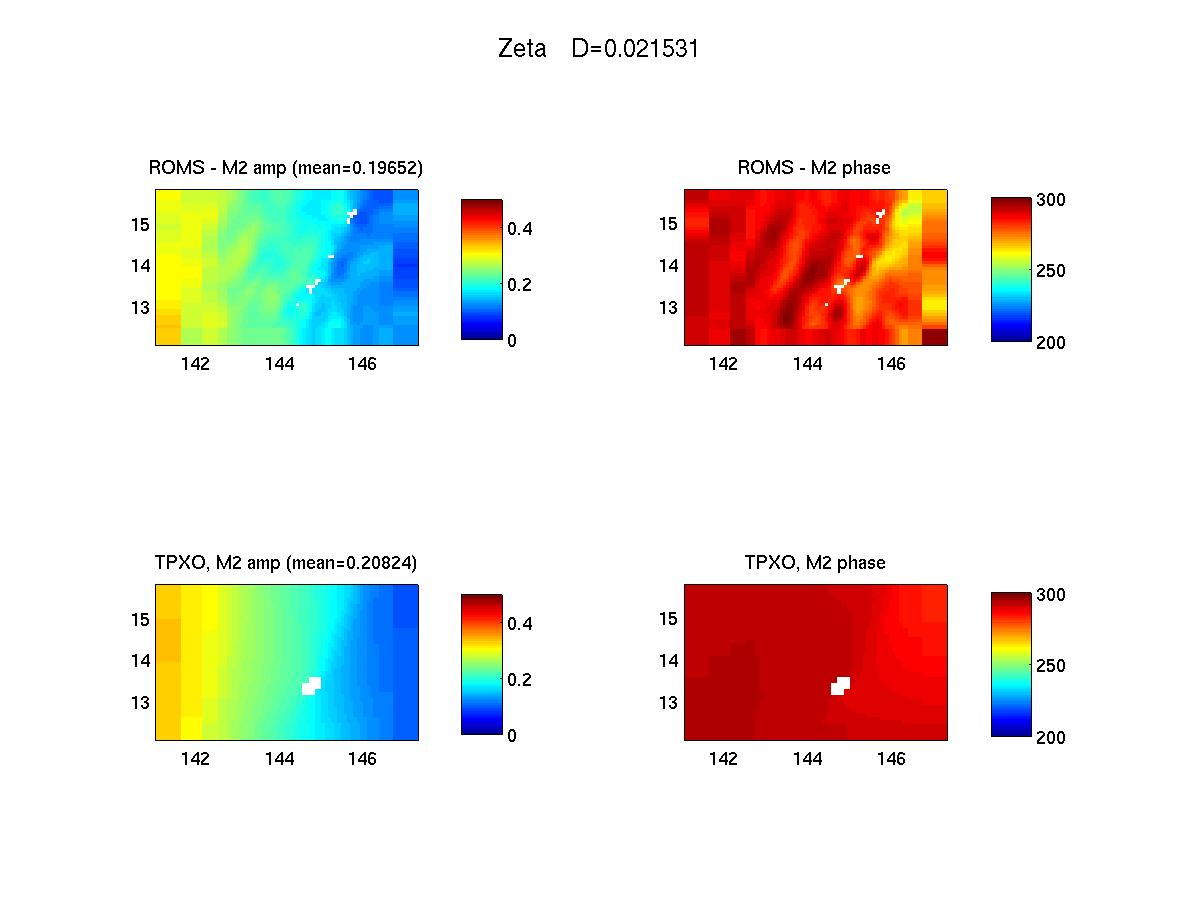 Zeta D=0.021531
ROMS - M2 amp (mean=0.19652)
15
14
13
142 144 146
0.4
0.2
0
ROMS - M2 phase
15
14
13
142 144 146
300
250
200
TPXO, M2 amp (mean=0.20824)
15
14
13
142 144 146
0.4
0.2
0
TPXO, M2 phase
15
14
13
142 144 146
300
250
200